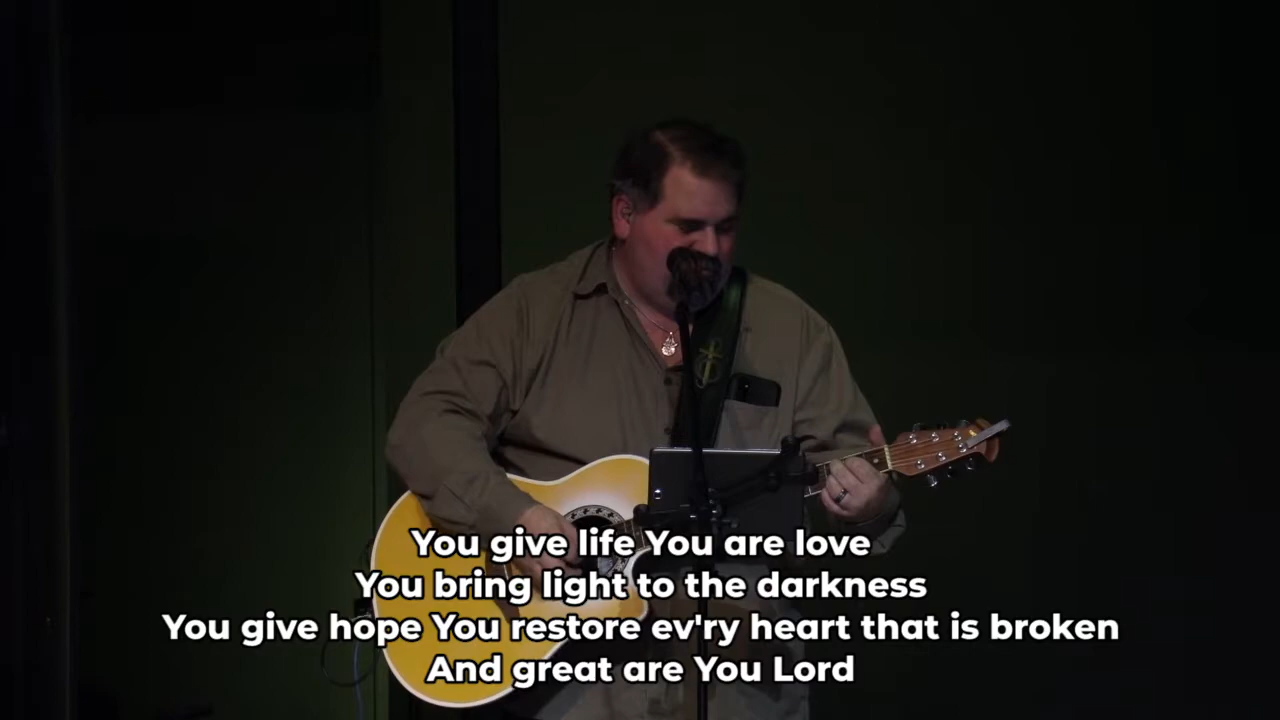 You give life You are love
You bring light to the darkness
You give hope You restore ev'ry heart that is broken
And great are You Lord